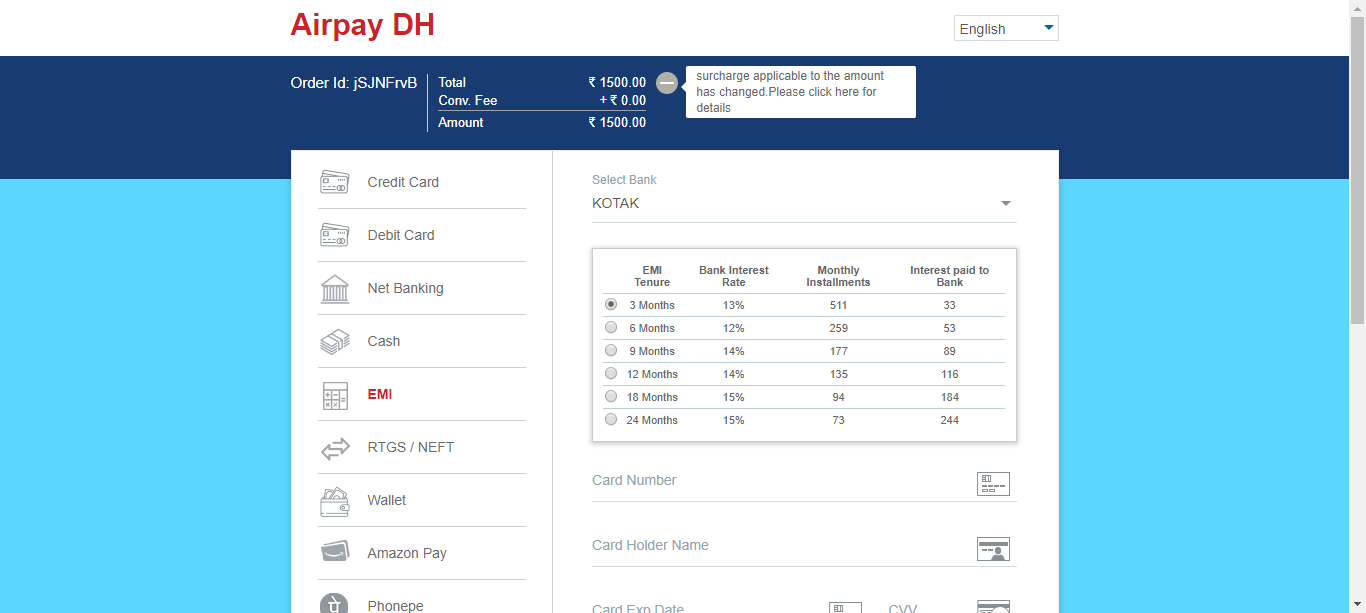 Airpay DH
English
Order Id: jSJNFrvB
Total ₹ 1500.00
Conv. Fee + ₹ 0.00
Amount ₹ 1500.00
surcharge applicable to the amount
has changed.Please click here for
details
Credit Card
Debit Card
Net Banking
Cash
EMI
RTGS / NEFT
Wallet
Amazon Pay
Phonepe
Select Bank
KOTAK
EMI Bank Interest Monthly Interest paid to
Tenure Rate Installments Bank
3 Months 13% 511 33
6 Months 12% 259 53
9 Months 14% 177 89
12 Months 14% 135 116
18 Months 15% 94 184
24 Months 15% 73 244
Card Number
Card Holder Name
Card Exp Date CVV